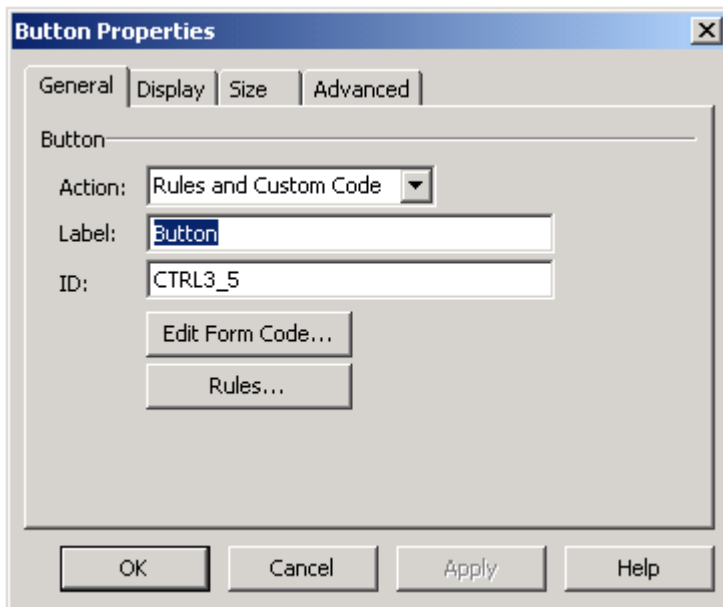 Button Properties
General Display Size Advanced
Button
Action: Rules and Custom Code
Label: Button
ID: CTRL3_5
Edit Form Code...
Rules...
OK Cancel Apply Help